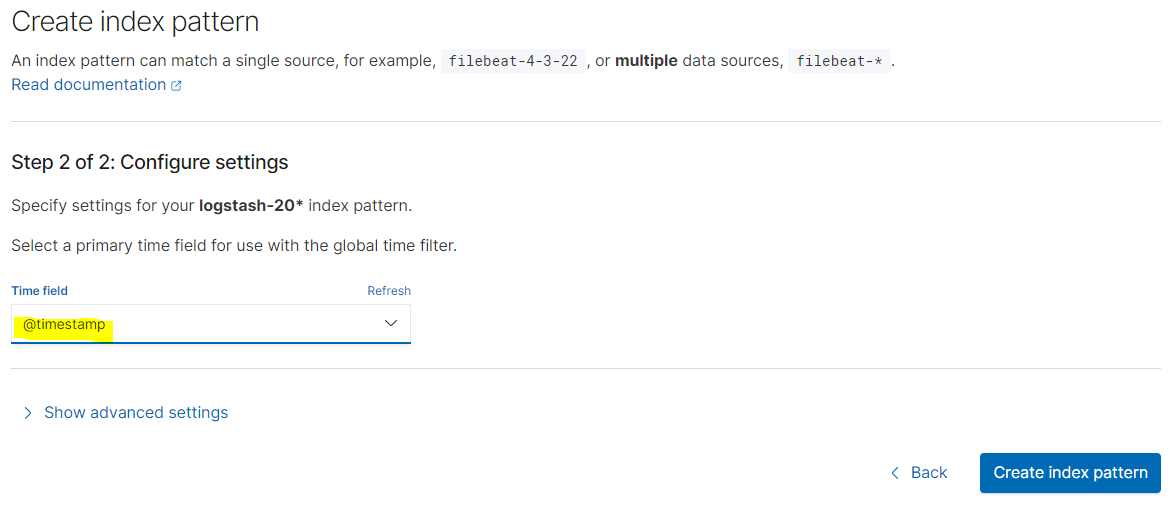 Create index pattern
An index pattern can match a single source, for example, filebeat-4-3-22 , or multiple data sources, filebeat-* .
Read documentation
Step 2 of 2: Configure settings
Specify settings for your logstash-20* index pattern.
Select a primary time field for use with the global time filter.
Time field Refresh
@timestamp
Show advanced settings
Back Create index pattern